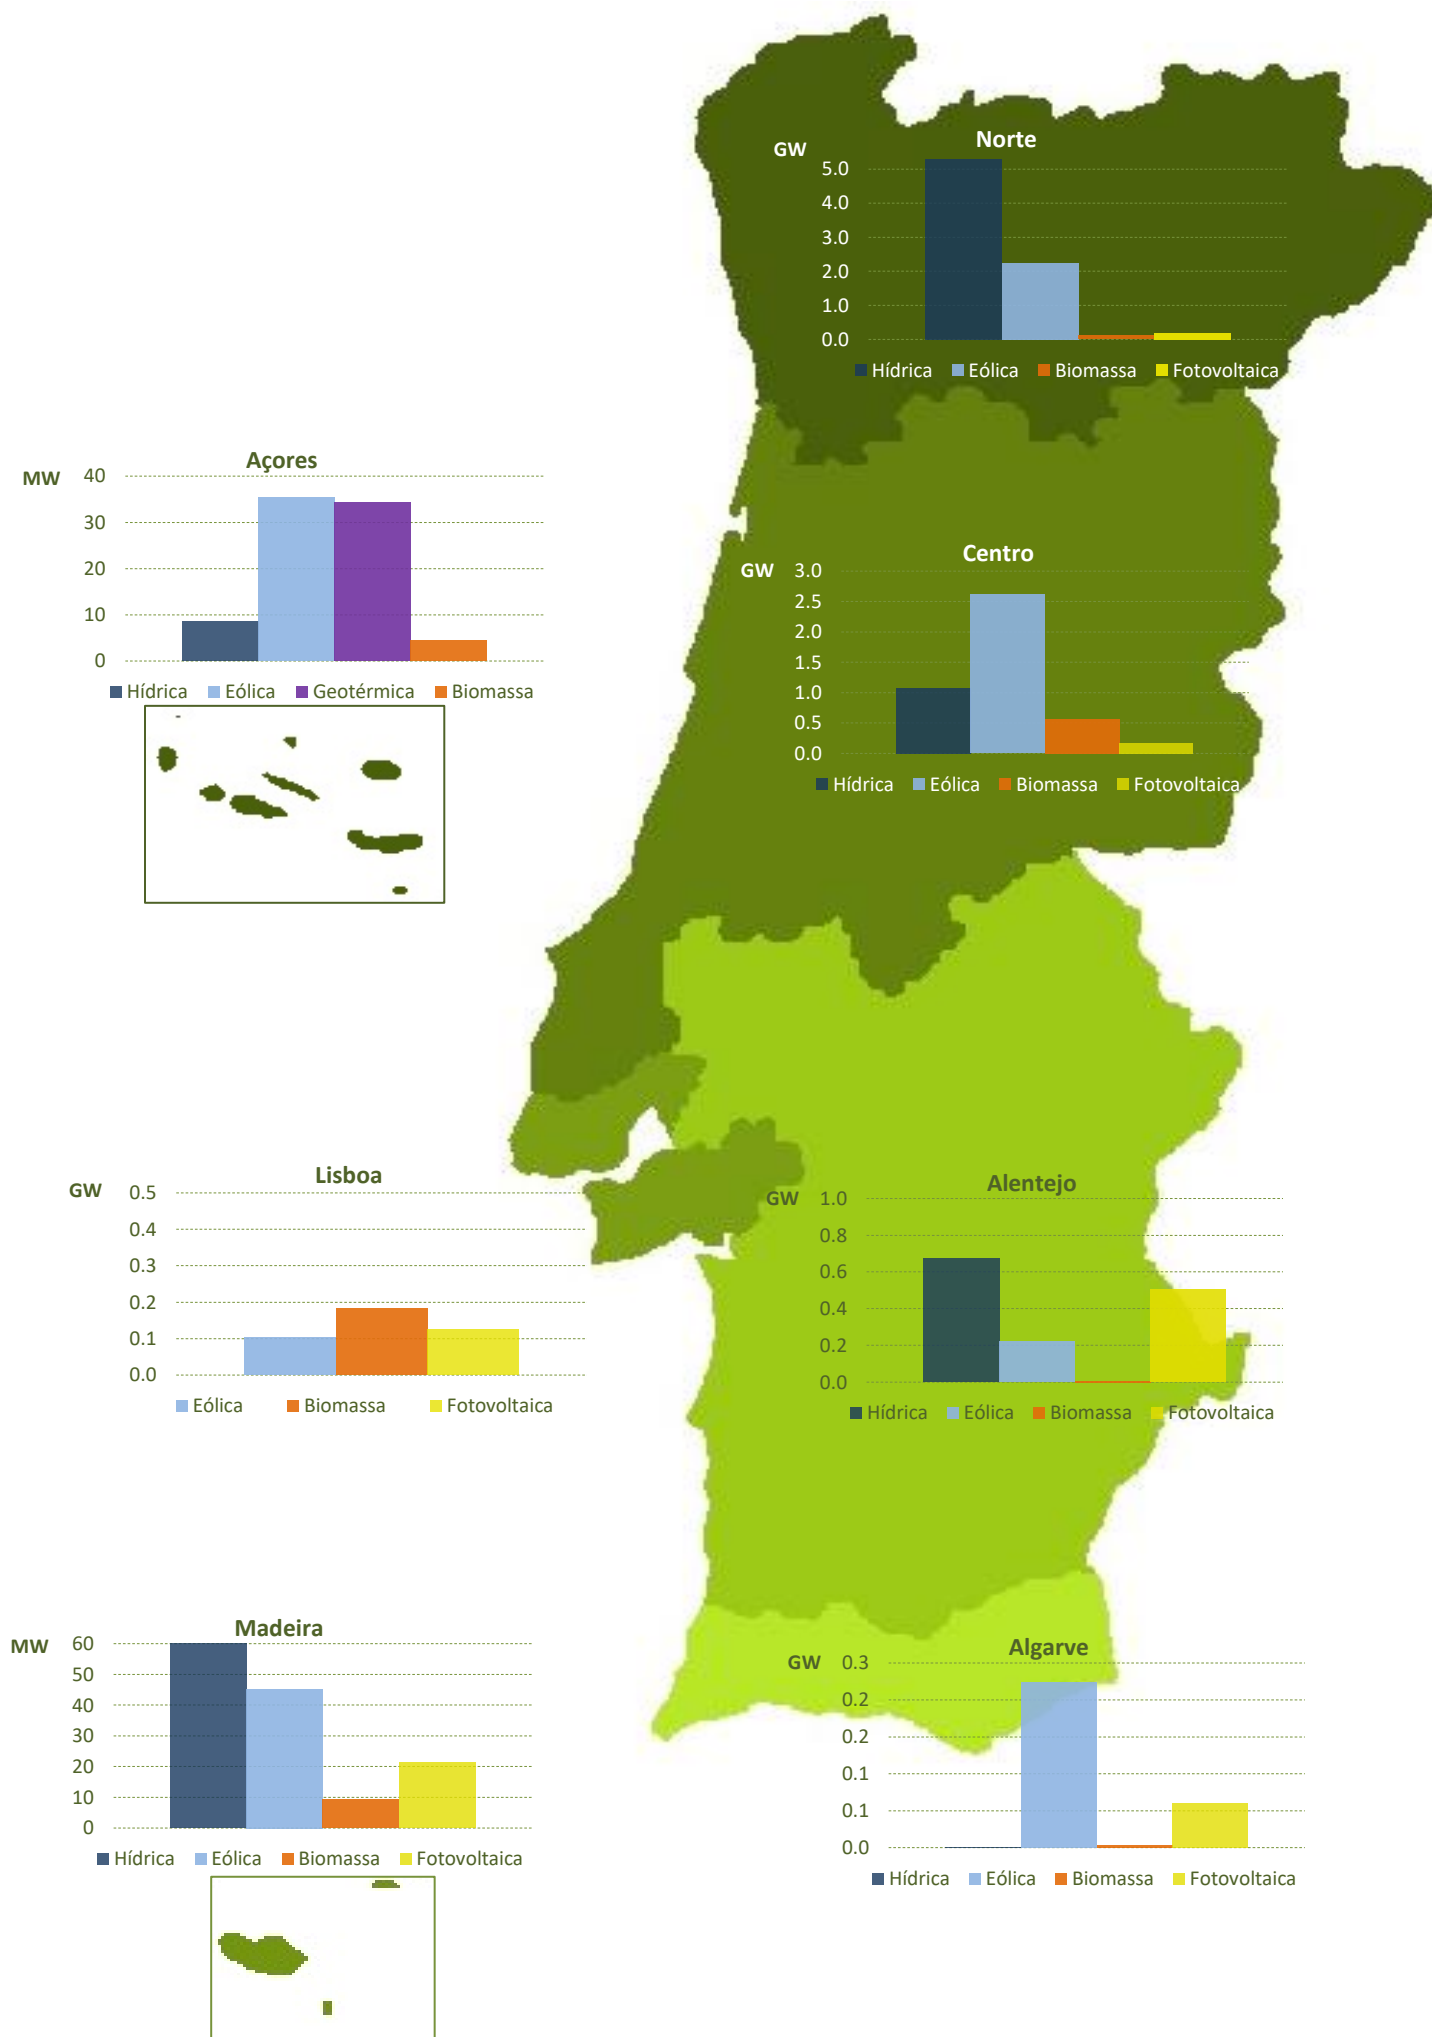 Norte
GW
5.0
4.0
3.0
2.0
1.0
0.0
Hídrica Eólica Biomassa Fotovoltaica
Açores
MW
40
30
20
10
0
Hídrica Eólica Geotérmica Biomassa
Centro
GW
3.0
2.5
2.0
1.5
1.0
0.5
0.0
Hídrica Eólica Biomassa Fotovoltaica
Lisboa
GW
0.5
0.4
0.3
0.2
0.1
0.0
Eólica Biomassa Fotovoltaica
Alentejo
GW
1.0
0.8
0.6
0.4
0.2
0.0
Hídrica Eólica Biomassa Fotovoltaica
Madeira
MW
60
50
40
30
20
10
0
Hídrica Eólica Biomassa Fotovoltaica
Algarve
GW
0.3
0.2
0.2
0.1
0.1
0.0
Hídrica Eólica Biomassa Fotovoltaica